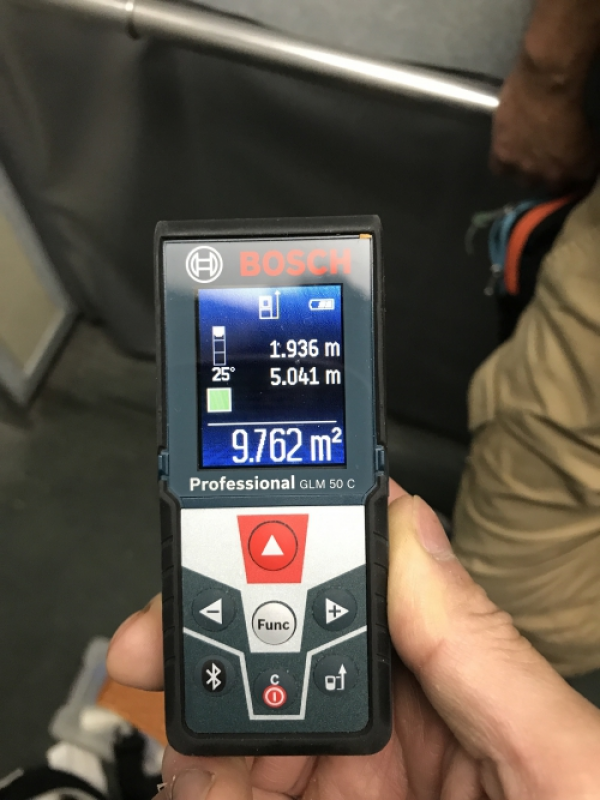 BOSCH
1.936 m
25°
5.041 m
9.762 m²
Professional GLM 50 C
Func
C